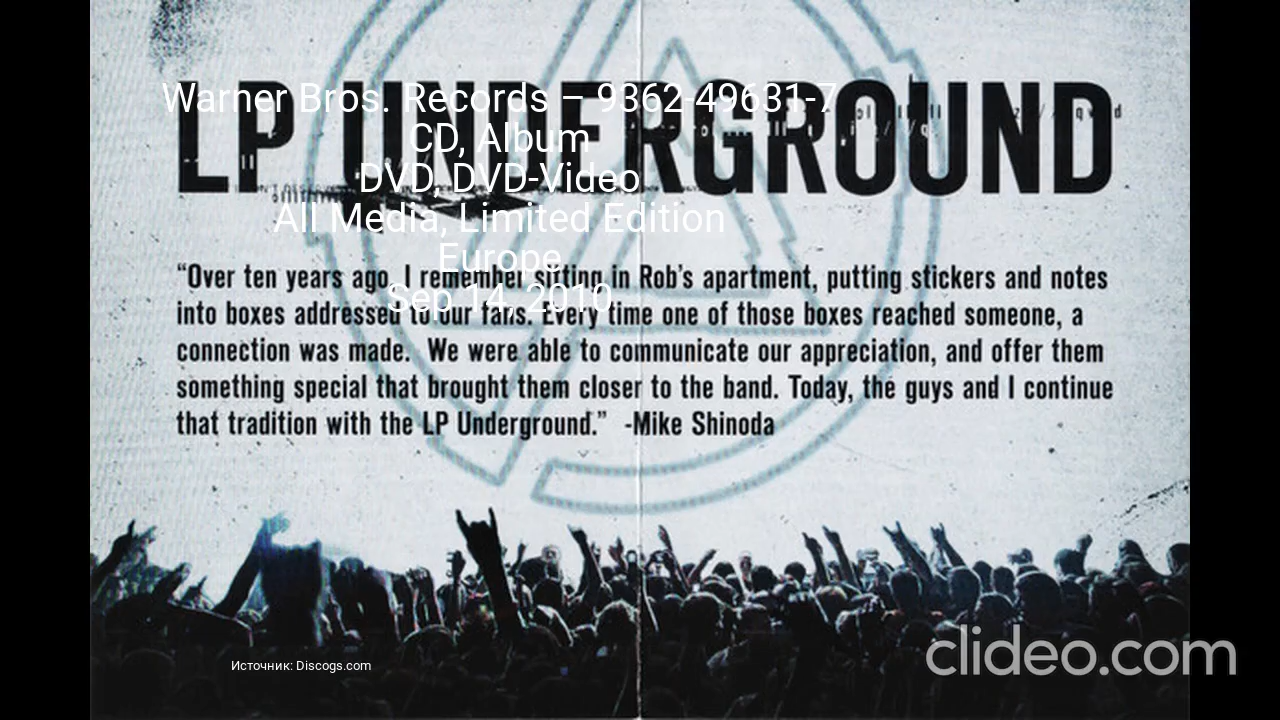 LP UNDERGROUND
Warner Bros. Records – 9362-49631-7
CD, Album
DVD, DVD-Video
All Media, Limited Edition
Europe
Sep 14, 2010
“Over ten years ago, I remember sitting in Rob’s apartment, putting stickers and notes
into boxes addressed to our fans. Every time one of those boxes reached someone, a
connection was made. We were able to communicate our appreciation, and offer them
something special that brought them closer to the band. Today, the guys and I continue
that tradition with the LP Underground.” -Mike Shinoda
Источник: Discogs.com
clideo.com